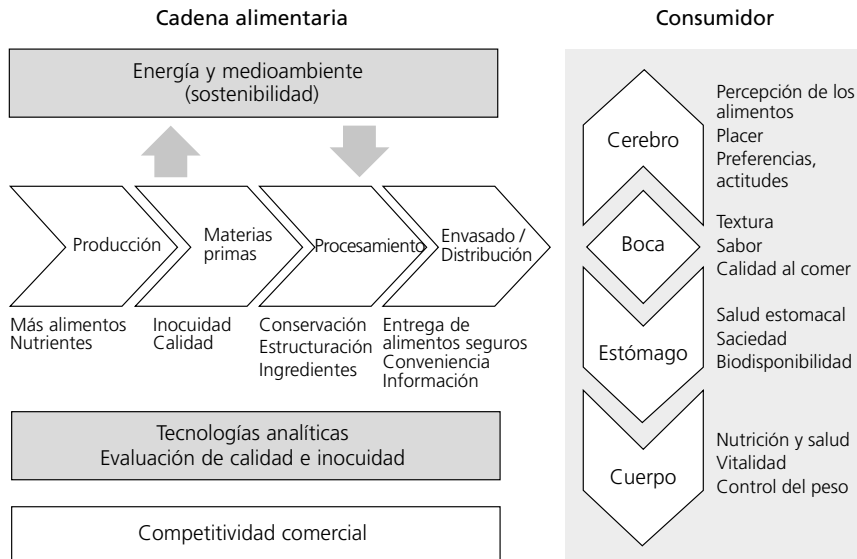 Cadena alimentaria
Energía y medioambiente
(sostenibilidad)
Producción
Materias
primas
Procesamiento
Envasado /
Distribución
Más alimentos
Nutrientes
Inocuidad
Calidad
Conservación
Estructuración
Ingredientes
Entrega de
alimentos seguros
Conveniencia
Información
Tecnologías analíticas
Evaluación de calidad e inocuidad
Competitividad comercial
Consumidor
Cerebro
Percepción de los
alimentos
Placer
Preferencias,
actitudes
Boca
Textura
Sabor
Calidad al comer
Estómago
Salud estomacal
Saciedad
Biodisponibilidad
Cuerpo
Nutrición y salud
Vitalidad
Control del peso